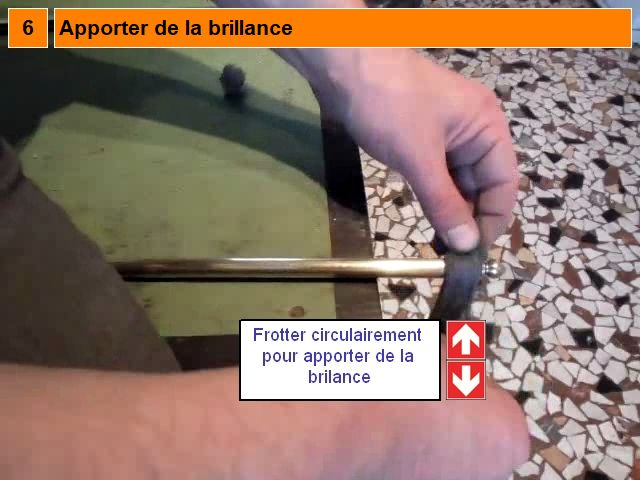 6 Apporter de la brillance
Frotter circulairement
pour apporter de la
brilance